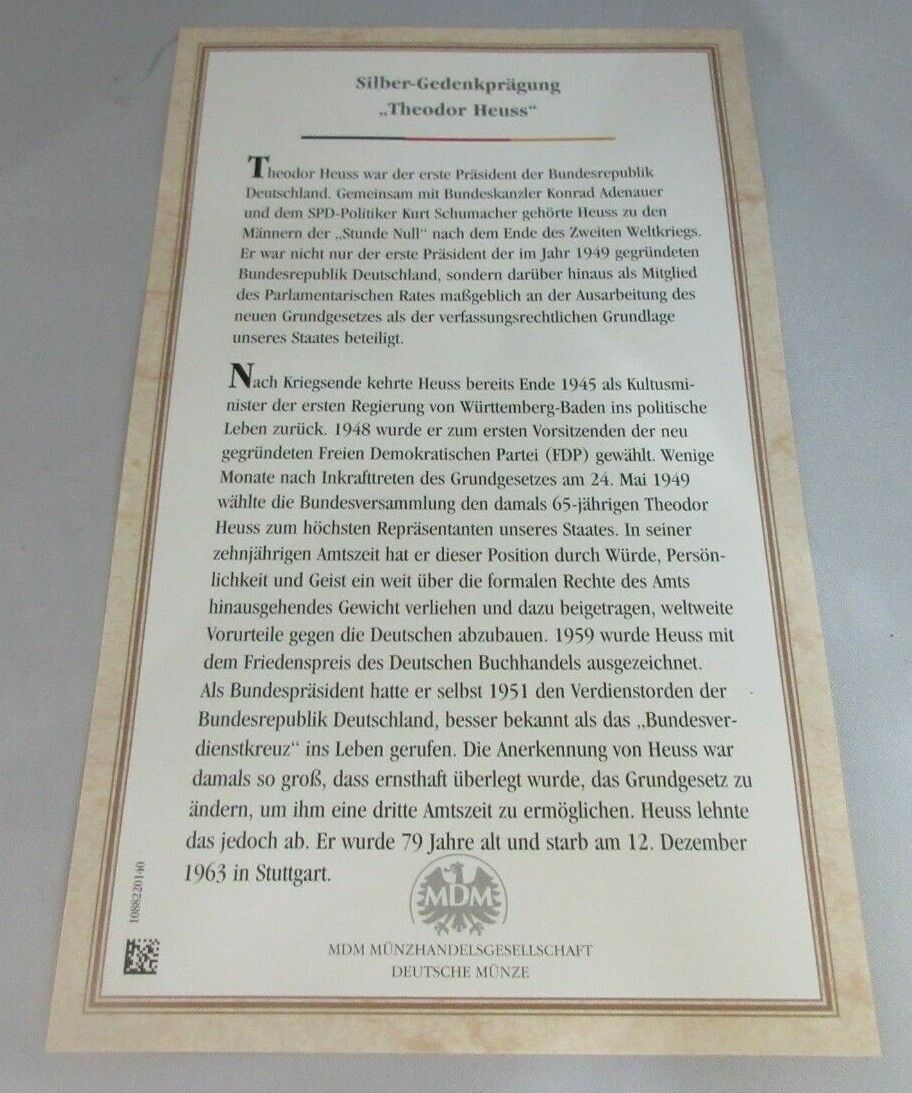 Silber-Gedenkprägung
„Theodor Heuss“
Theodor Heuss war der erste Präsident der Bundesrepublik
Deutschland. Gemeinsam mit Bundeskanzler Konrad Adenauer
und dem SPD-Politiker Kurt Schumacher gehörte Heuss zu den
Männern der „Stunde Null“ nach dem Ende des Zweiten Weltkriegs.
Er war nicht nur der erste Präsident der im Jahr 1949 gegründeten
Bundesrepublik Deutschland, sondern darüber hinaus als Mitglied
des Parlamentarischen Rates maßgeblich an der Ausarbeitung des
neuen Grundgesetzes als der verfassungsrechtlichen Grundlage
unseres Staates beteiligt.
Nach Kriegsende kehrte Heuss bereits Ende 1945 als Kultusmi-
nister der ersten Regierung von Württemberg-Baden ins politische
Leben zurück. 1948 wurde er zum ersten Vorsitzenden der neu
gegründeten Freien Demokratischen Partei (FDP) gewählt. Wenige
Monate nach Inkrafttreten des Grundgesetzes am 24. Mai 1949
wählte die Bundesversammlung den damals 65-jährigen Theodor
Heuss zum höchsten Repräsentanten unseres Staates. In seiner
zehnjährigen Amtszeit hat er dieser Position durch Würde, Persön-
lichkeit und Geist ein weit über die formalen Rechte des Amts
hinausgehendes Gewicht verliehen und dazu beigetragen, weltweite
Vorurteile gegen die Deutschen abzubauen. 1959 wurde Heuss mit
dem Friedenspreis des Deutschen Buchhandels ausgezeichnet.
Als Bundespräsident hatte er selbst 1951 den Verdienstorden der
Bundesrepublik Deutschland, besser bekannt als das „Bundesver-
dienstkreuz“ ins Leben gerufen. Die Anerkennung von Heuss war
damals so groß, dass ernsthaft überlegt wurde, das Grundgesetz zu
ändern, um ihm eine dritte Amtszeit zu ermöglichen. Heuss lehnte
das jedoch ab. Er wurde 79 Jahre alt und starb am 12. Dezember
1963 in Stuttgart.
1088220140
MDM
MDM MÜNZHANDELSGESELLSCHAFT
DEUTSCHE MÜNZE